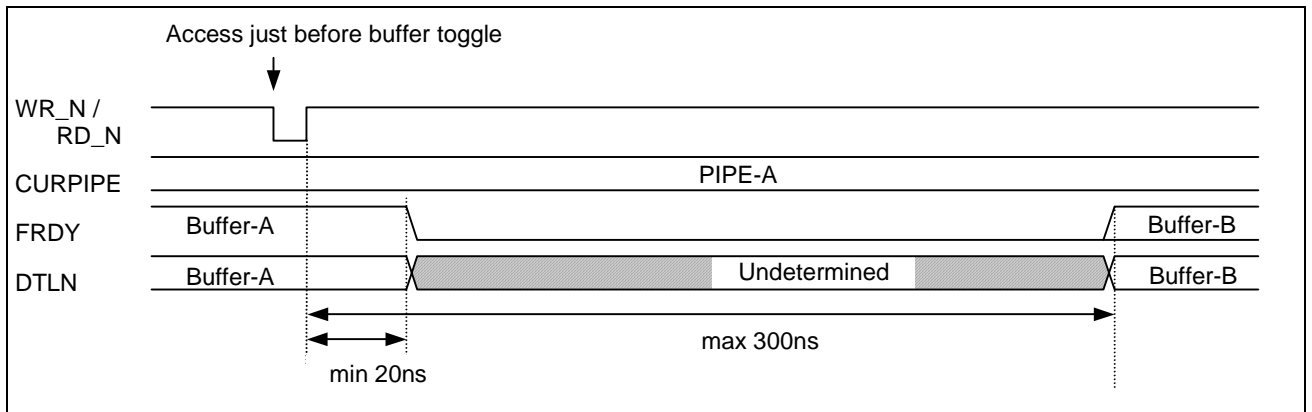 Access just before buffer toggle
WR_N /
RD_N
CURPIPE
PIPE-A
FRDY
Buffer-A
Buffer-B
DTLN
Buffer-A
Undetermined
Buffer-B
max 300ns
min 20ns